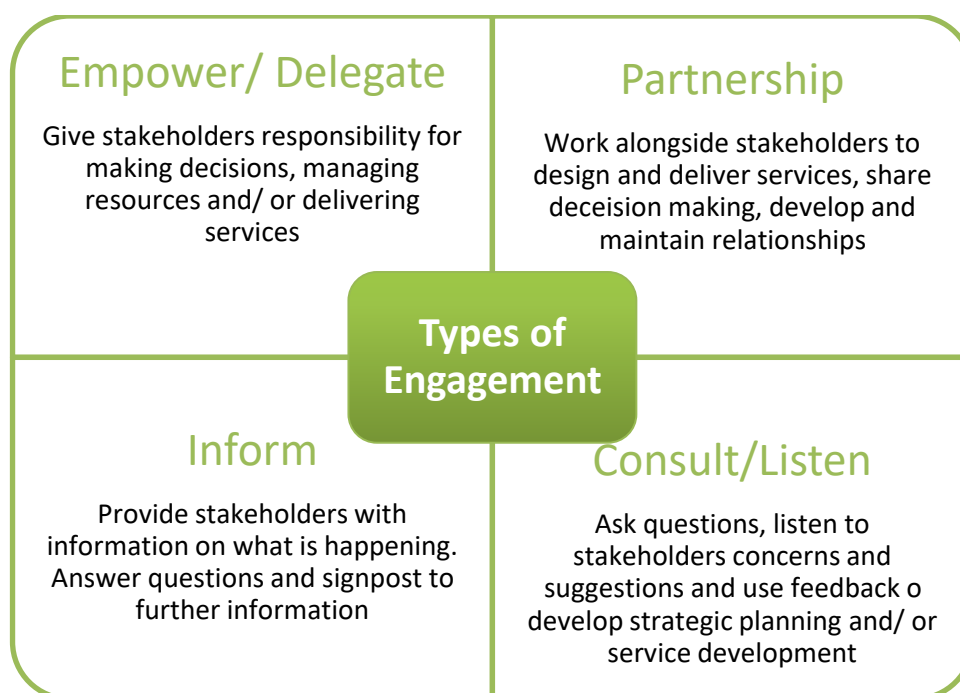 Empower/ Delegate
Give stakeholders responsibility for
making decisions, managing
resources and/ or delivering
services
Partnership
Work alongside stakeholders to
design and deliver services, share
deceision making, develop and
maintain relationships
Types of
Engagement
Inform
Provide stakeholders with
information on what is happening.
Answer questions and signpost to
further information
Consult/Listen
Ask questions, listen to
stakeholders concerns and
suggestions and use feedback o
develop strategic planning and/ or
service development